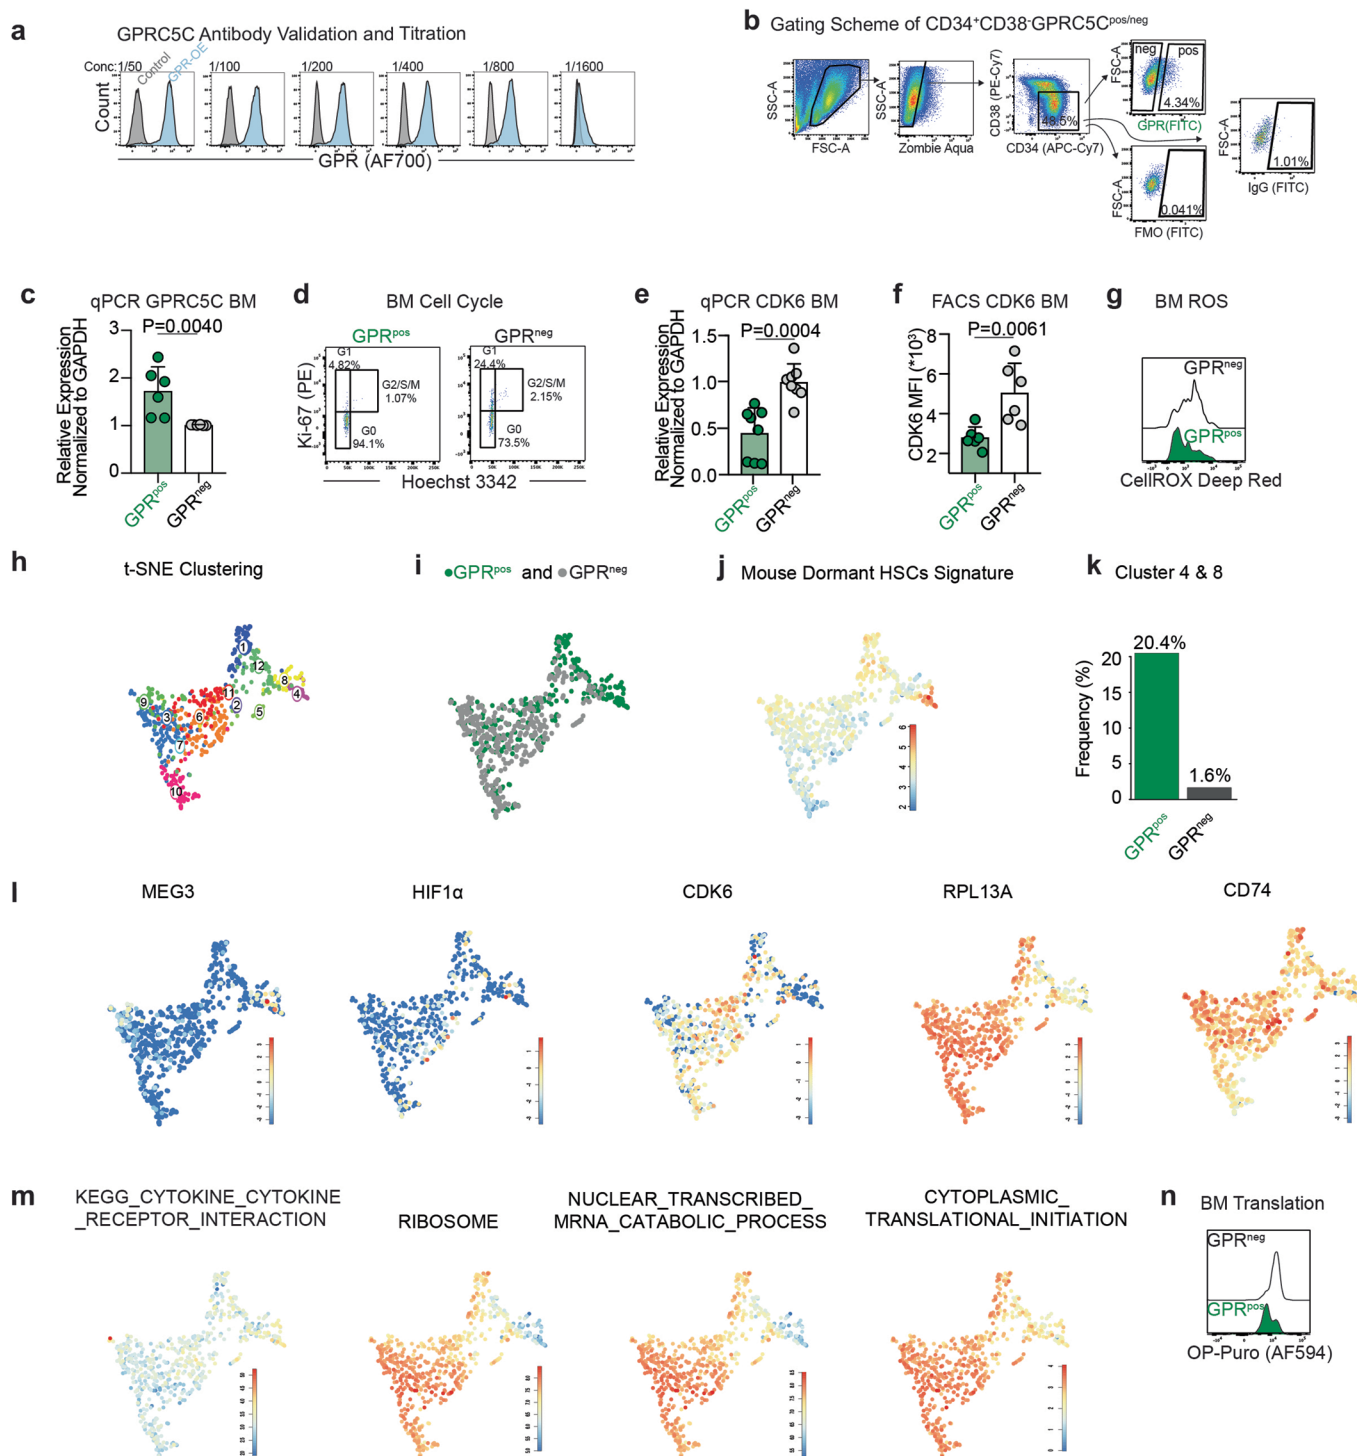 a
GPRC5C Antibody Validation and Titration
Conc:1/50
Control
GPR-OE
1/100
1/200
1/400
1/800
1/1600
Count
GPR (AF700)
b
Gating Scheme of CD34+CD38-GPRC5Cpos/neg
SSC-A
FSC-A
SSC-A
Zombie Aqua
CD38 (PE-Cy7)
48.5%
CD34 (APC-Cy7)
FSC-A
neg
pos
4.34%
GPR(FITC)
FSC-A
0.041%
FMO (FITC)
FSC-A
1.01%
IgG (FITC)
c
qPCR GPRC5C BM
P=0.0040
Relative Expression
Normalized to GAPDH
3
2
1
0
GPRpos
GPRneg
d
BM Cell Cycle
GPRpos
GPRneg
Ki-67 (PE)
G1
4.82%
G2/S/M
1.07%
G0
94.1%
G1
24.4%
G2/S/M
2.15%
G0
73.5%
Hoechst 3342
e
qPCR CDK6 BM
P=0.0004
Relative Expression
Normalized to GAPDH
1.5
1.0
0.5
0.0
GPRpos
GPRneg
f
FACS CDK6 BM
P=0.0061
CDK6 MFI (*10³)
8
6
4
2
GPRpos
GPRneg
g
BM ROS
GPRneg
GPRpos
CellROX Deep Red
h
t-SNE Clustering
1
12
8
4
11
2
5
9
3
6
7
10
i
GPRpos and GPRneg
j
Mouse Dormant HSCs Signature
6
5
4
3
2
k
Cluster 4 & 8
20.4%
1.6%
Frequency (%)
20
15
10
5
0
GPRpos
GPRneg
l
MEG3
HIF1α
CDK6
RPL13A
CD74
m
KEGG_CYTOKINE_CYTOKINE
_RECEPTOR_INTERACTION
RIBOSOME
NUCLEAR_TRANSCRIBED_
MRNA_CATABOLIC_PROCESS
CYTOPLASMIC_
TRANSLATIONAL_INITIATION
n
BM Translation
GPRneg
GPRpos
OP-Puro (AF594)